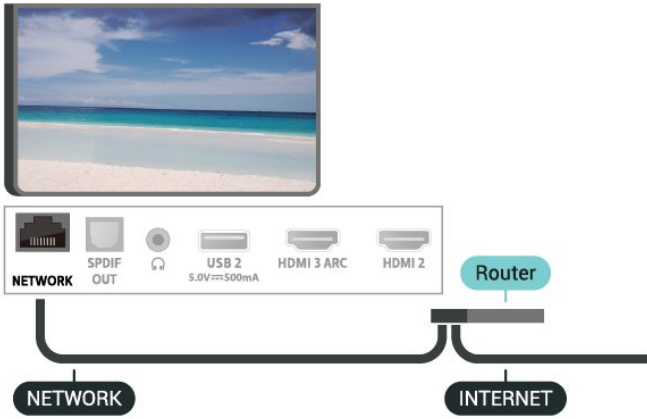 NETWORK
SPDIF
OUT
USB 2
5.0V⎓500mA
HDMI 3 ARC
HDMI 2
Router
NETWORK
INTERNET